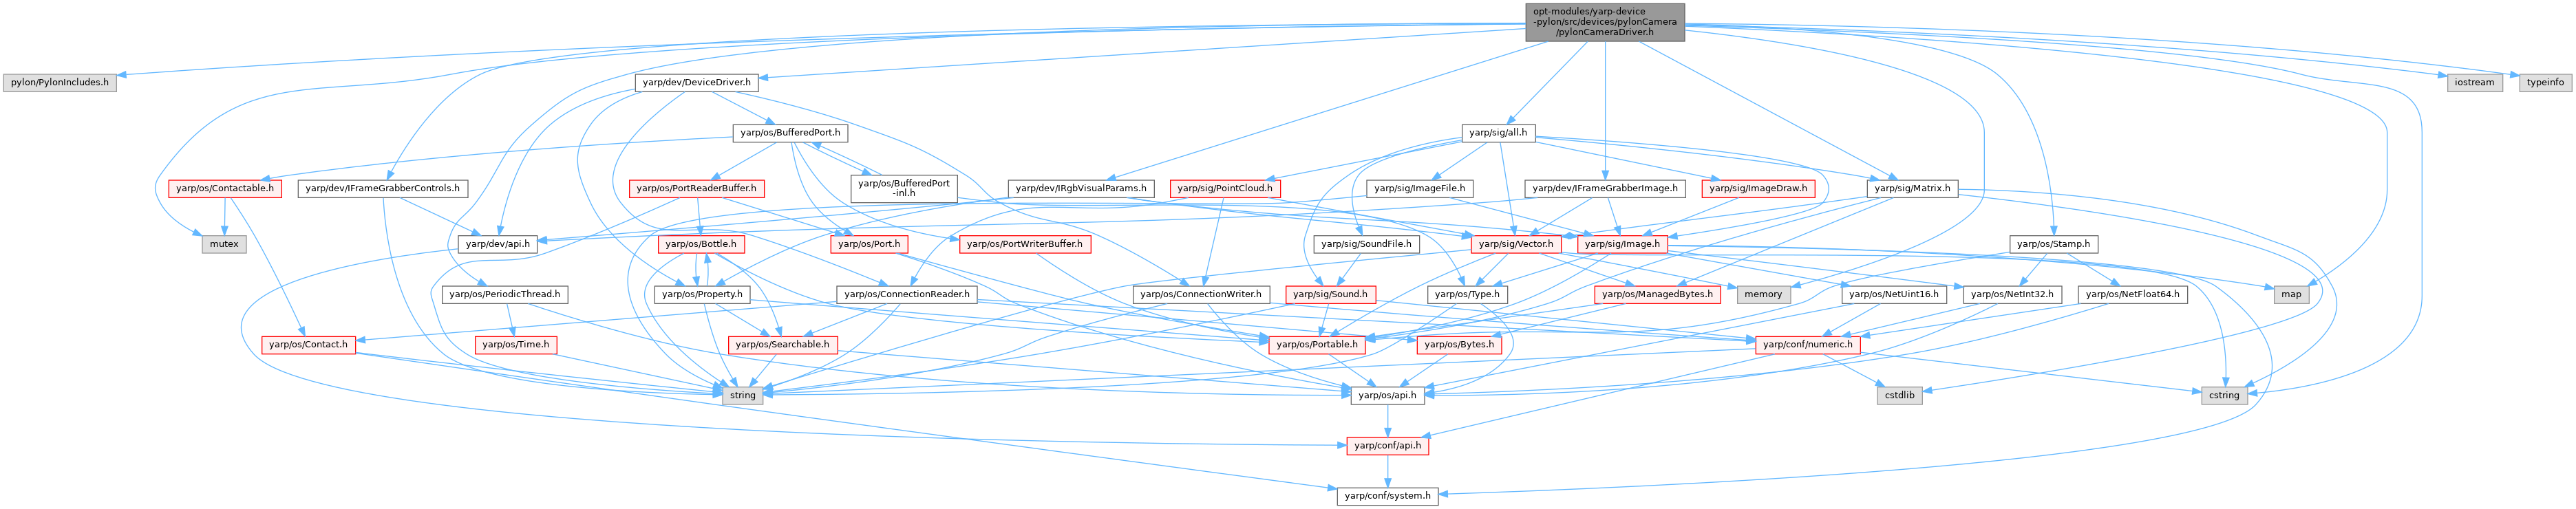 opt-modules/yarp-device
-pylon/src/devices/pylonCamera
/pylonCameraDriver.h
pylon/PylonIncludes.h
yarp/dev/DeviceDriver.h
iostream
typeinfo
yarp/os/BufferedPort.h
yarp/sig/all.h
yarp/os/Contactable.h
yarp/dev/IFrameGrabberControls.h
yarp/os/PortReaderBuffer.h
yarp/os/BufferedPort
-inl.h
yarp/dev/IRgbVisualParams.h
yarp/sig/PointCloud.h
yarp/sig/ImageFile.h
yarp/dev/IFrameGrabberImage.h
yarp/sig/ImageDraw.h
yarp/sig/Matrix.h
mutex
yarp/dev/api.h
yarp/os/Bottle.h
yarp/os/Port.h
yarp/os/PortWriterBuffer.h
yarp/sig/Vector.h
yarp/sig/SoundFile.h
yarp/sig/Image.h
yarp/os/Stamp.h
yarp/os/PeriodicThread.h
yarp/os/Property.h
yarp/os/ConnectionReader.h
yarp/os/ConnectionWriter.h
yarp/sig/Sound.h
yarp/os/Type.h
yarp/os/ManagedBytes.h
memory
yarp/os/NetUint16.h
yarp/os/NetInt32.h
yarp/os/NetFloat64.h
map
yarp/os/Contact.h
yarp/os/Time.h
yarp/os/Searchable.h
yarp/os/Portable.h
yarp/os/Bytes.h
yarp/conf/numeric.h
string
yarp/os/api.h
cstdlib
cstring
yarp/conf/api.h
yarp/conf/system.h